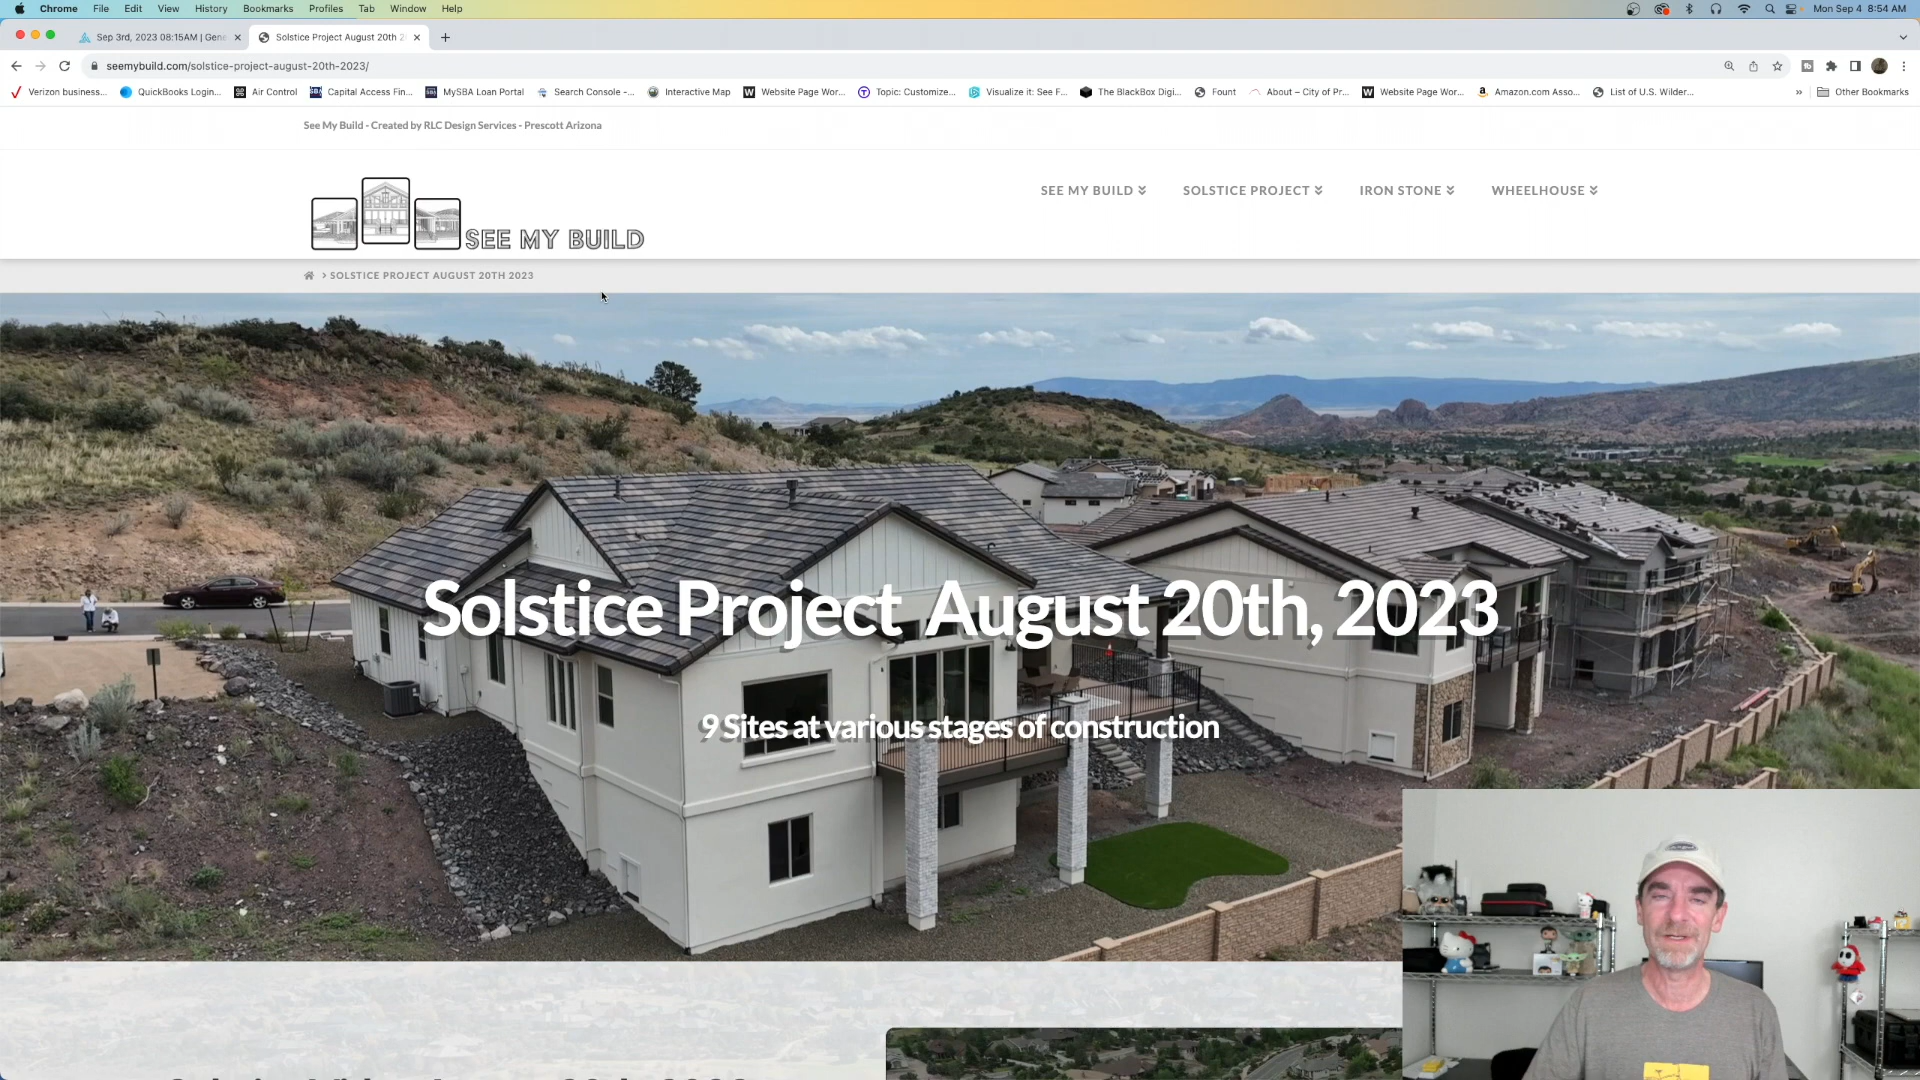 Chrome File Edit View History Bookmarks Profiles Tab Window Help Mon Sep 4 8:54 AM
Sep 3rd, 2023 08:15AM | Gene
Solstice Project August 20th 2
seemybuild.com/solstice-project-august-20th-2023/
Verizon business... QuickBooks Login... Air Control Capital Access Fin... MySBA Loan Portal Search Console -... Interactive Map Website Page Wor... Topic: Customize... Visualize it: See F... The BlackBox Digi... Fount About – City of Pr... Website Page Wor... Amazon.com Asso... List of U.S. Wilder... » Other Bookmarks
See My Build - Created by RLC Design Services - Prescott Arizona
SEE MY BUILD SOLSTICE PROJECT IRON STONE WHEELHOUSE
SEE MY BUILD
SOLSTICE PROJECT AUGUST 20TH 2023
Solstice Project August 20th, 2023
9 Sites at various stages of construction